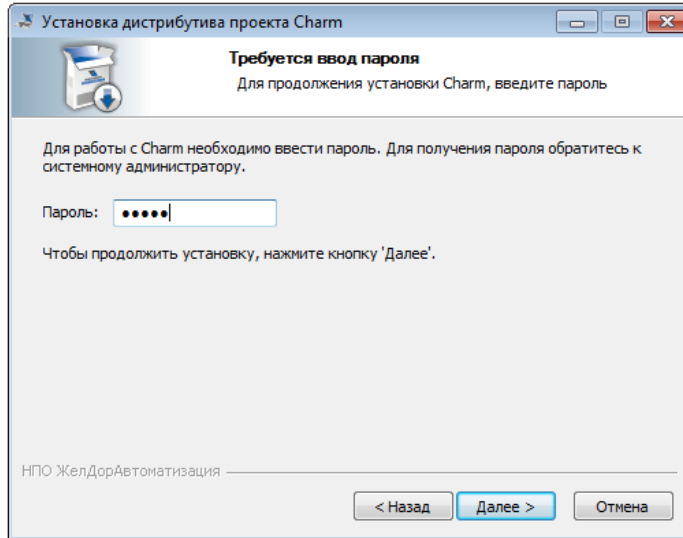 Установка дистрибутива проекта Charm
Требуется ввод пароля
Для продолжения установки Charm, введите пароль
Для работы с Charm необходимо ввести пароль. Для получения пароля обратитесь к
системному администратору.
Пароль: •••••
Чтобы продолжить установку, нажмите кнопку 'Далее'.
НПО ЖелДорАвтоматизация
< Назад Далее > Отмена